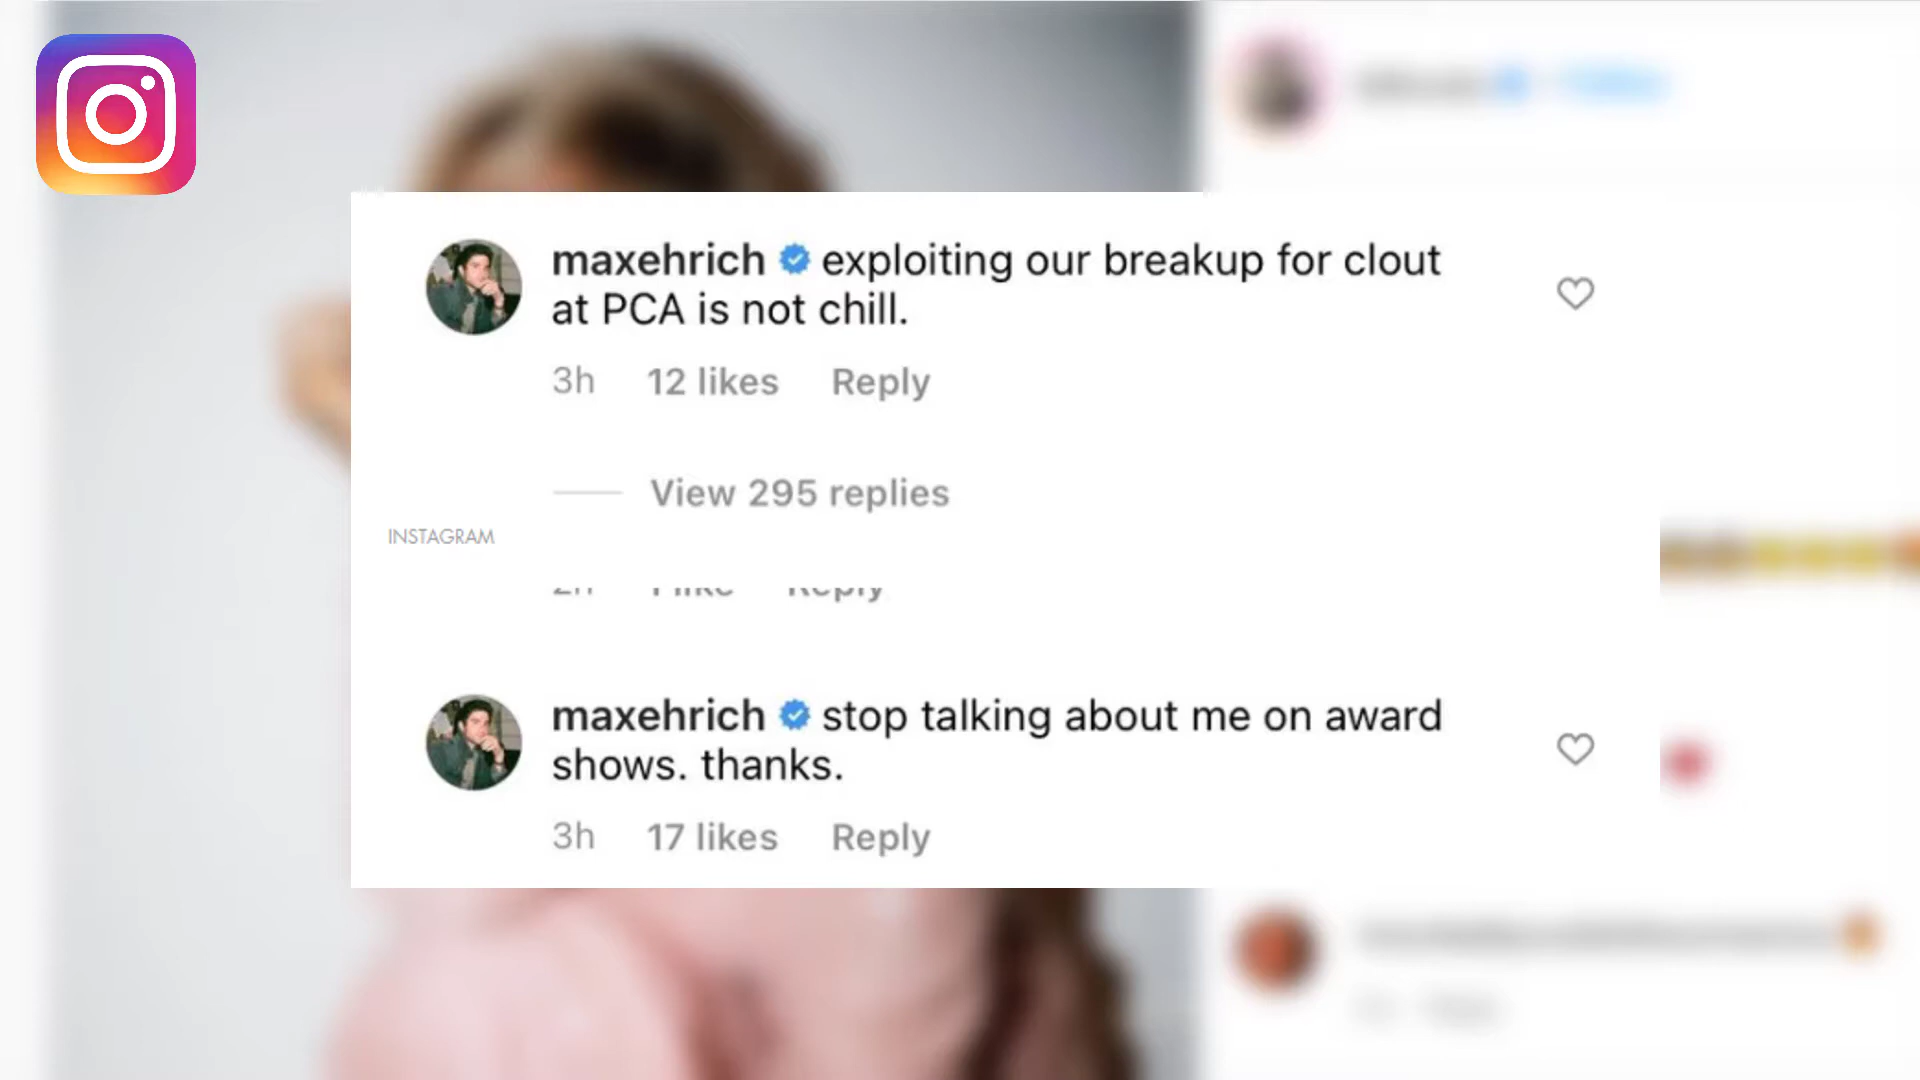 maxehrich exploiting our breakup for clout
at PCA is not chill.
3h 12 likes Reply
View 295 replies
INSTAGRAM
maxehrich stop talking about me on award
shows. thanks.
3h 17 likes Reply